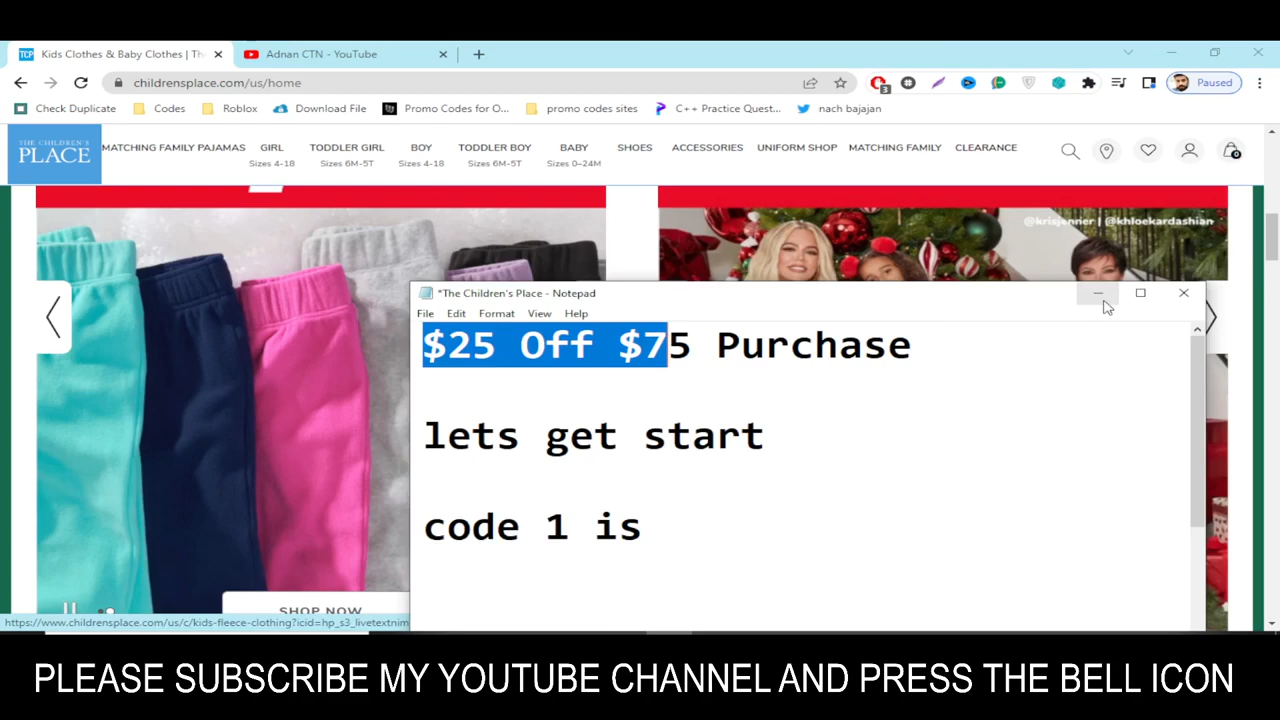 Kids Clothes & Baby Clothes | Th
Adnan CTN - YouTube
childrensplace.com/us/home
3
Paused
Check Duplicate
Codes
Roblox
Download File
Promo Codes for O...
promo codes sites
C++ Practice Quest...
nach bajajan
THE CHILDREN'S
PLACE
MATCHING FAMILY PAJAMAS
GIRL
Sizes 4-18
TODDLER GIRL
Sizes 6M-5T
BOY
Sizes 4-18
TODDLER BOY
Sizes 6M-5T
BABY
Sizes 0-24M
SHOES
ACCESSORIES
UNIFORM SHOP
MATCHING FAMILY
CLEARANCE
0
@krisjenner | @khloekardashian
*The Children's Place - Notepad
File Edit Format View Help
$25 Off $75 Purchase
lets get start
code 1 is
SHOP NOW
https://www.childrensplace.com/us/c/kids-fleece-clothing?icid=hp_s3_livetextnim
PLEASE SUBSCRIBE MY YOUTUBE CHANNEL AND PRESS THE BELL ICON